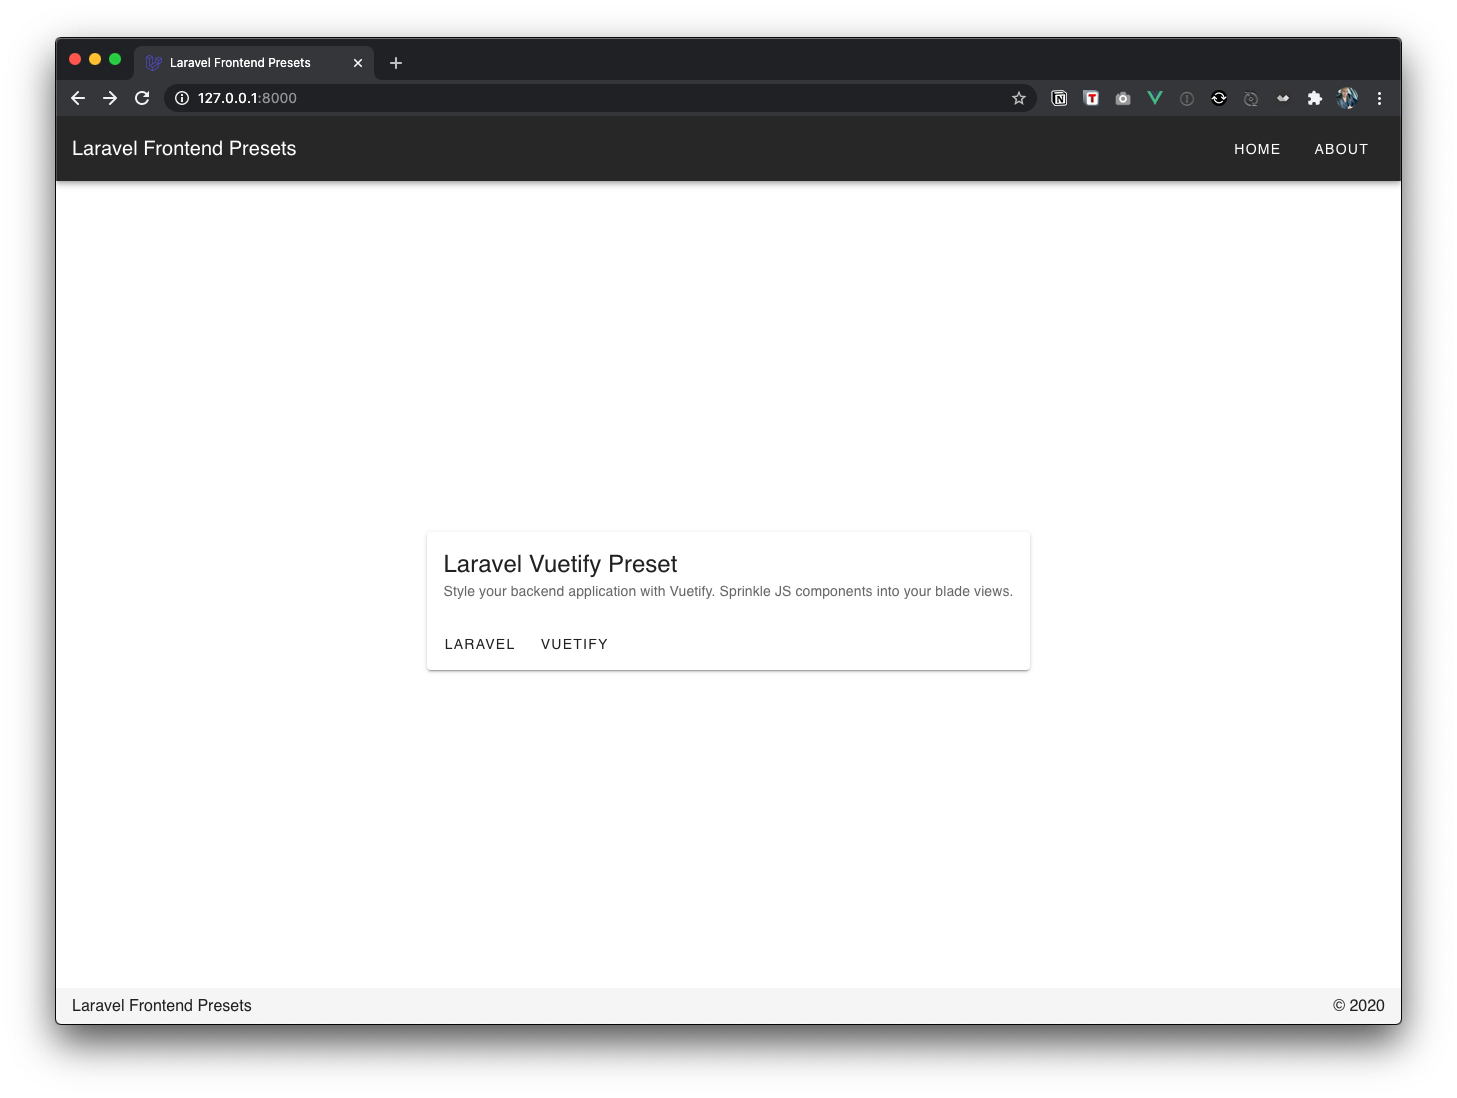 Laravel Frontend Presets
127.0.0.1:8000
Laravel Frontend Presets HOME ABOUT
Laravel Vuetify Preset
Style your backend application with Vuetify. Sprinkle JS components into your blade views.
LARAVEL VUETIFY
Laravel Frontend Presets © 2020